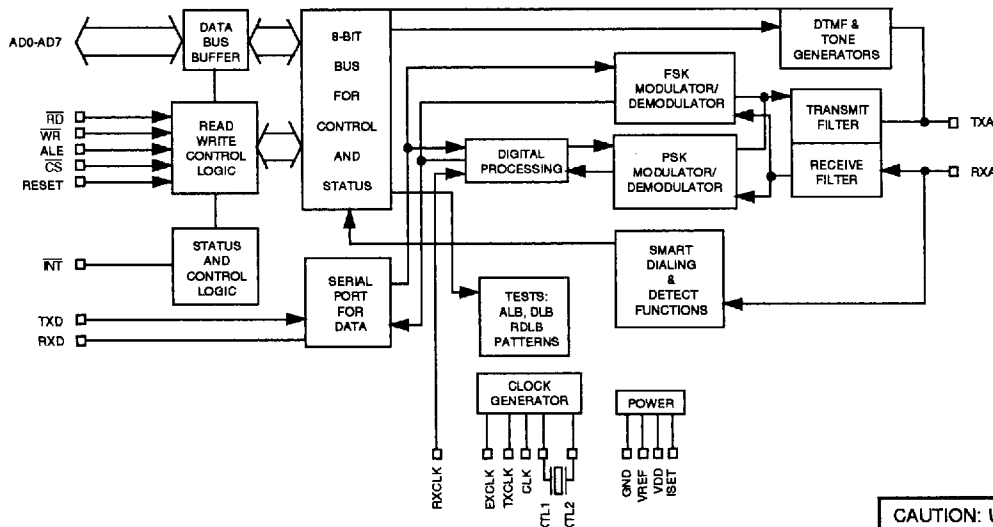 AD0-AD7
DATA
BUS
BUFFER
8-BIT
BUS
FOR
CONTROL
AND
STATUS
DTMF &
TONE
GENERATORS
FSK
MODULATOR/
DEMODULATOR
TRANSMIT
FILTER
TXA
RD
WR
ALE
CS
RESET
READ
WRITE
CONTROL
LOGIC
DIGITAL
PROCESSING
PSK
MODULATOR/
DEMODULATOR
RECEIVE
FILTER
RXA
INT
STATUS
AND
CONTROL
LOGIC
SERIAL
PORT
FOR
DATA
SMART
DIALING
&
DETECT
FUNCTIONS
TXD
RXD
TESTS:
ALB, DLB
RDLB
PATTERNS
CLOCK
GENERATOR
POWER
RXCLK
EXCLK
TXCLK
CLK
GND
VREF
VDD
ISET
CAUTION: